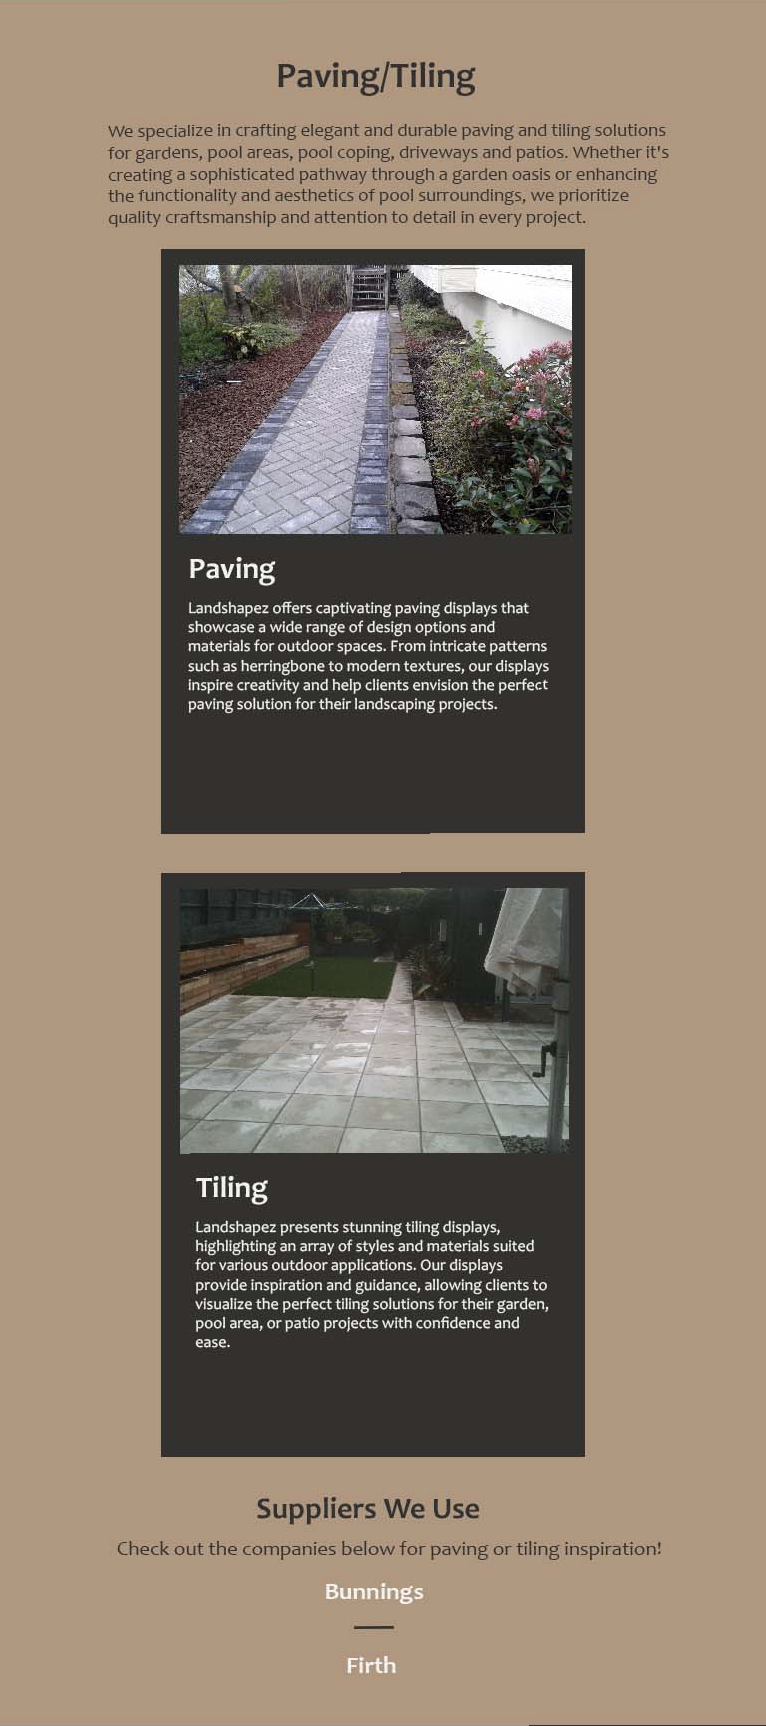 Paving/Tiling
We specialize in crafting elegant and durable paving and tiling solutions
for gardens, pool areas, pool coping, driveways and patios. Whether it's
creating a sophisticated pathway through a garden oasis or enhancing
the functionality and aesthetics of pool surroundings, we prioritize
quality craftsmanship and attention to detail in every project.
Paving
Landshapez offers captivating paving displays that
showcase a wide range of design options and
materials for outdoor spaces. From intricate patterns
such as herringbone to modern textures, our displays
inspire creativity and help clients envision the perfect
paving solution for their landscaping projects.
Tiling
Landshapez presents stunning tiling displays,
highlighting an array of styles and materials suited
for various outdoor applications. Our displays
provide inspiration and guidance, allowing clients to
visualize the perfect tiling solutions for their garden,
pool area, or patio projects with confidence and
ease.
Suppliers We Use
Check out the companies below for paving or tiling inspiration!
Bunnings
Firth